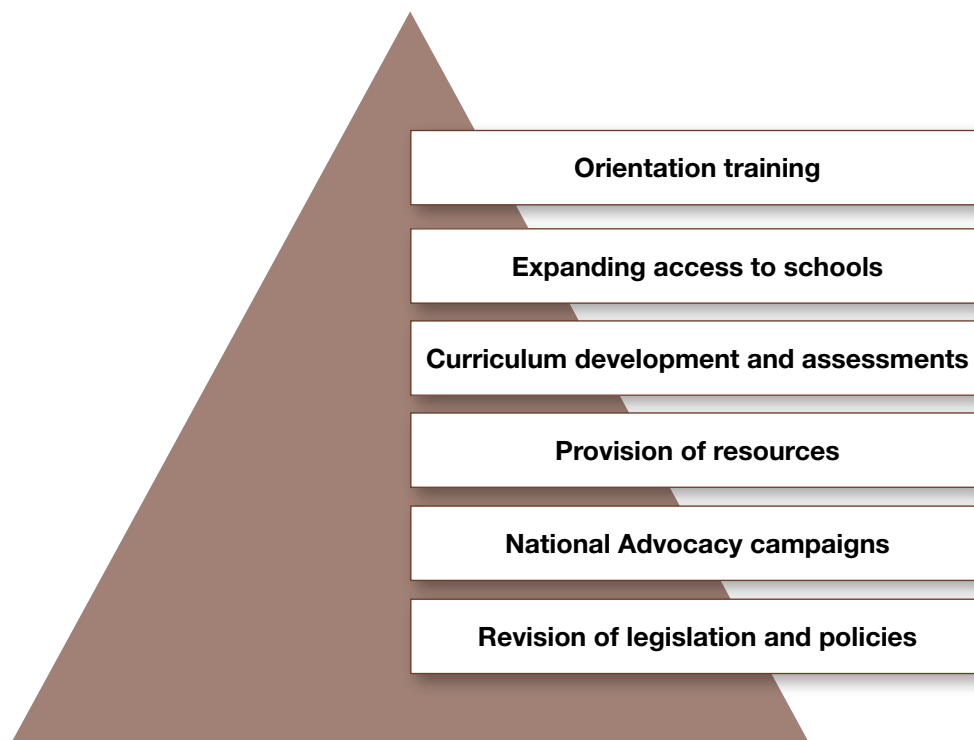 Orientation training
Expanding access to schools
Curriculum development and assessments
Provision of resources
National Advocacy campaigns
Revision of legislation and policies